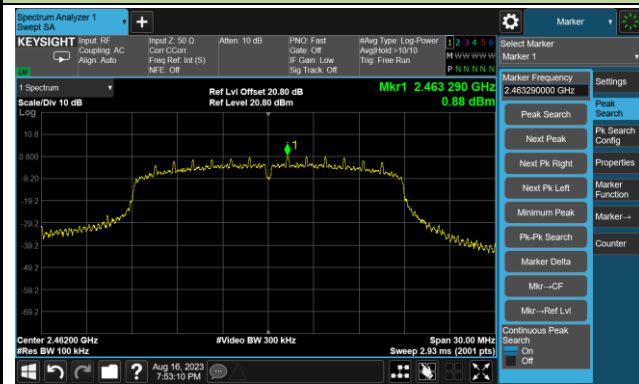 Spectrum Analyzer 1
Swept SA
Marker
KEYSIGHT
Input: RF
Coupling: AC
Align: Auto
Input Z: 50 Ω
Corr CCorr
Freq Ref: Int (S)
NFE: Off
Atten: 10 dB
PNO: Fast
Gate: Off
IF Gain: Low
Sig Track: Off
#Avg Type: Log-Power
Avg|Hold:>10/10
Trig: Free Run
1 2 3 4 5 6
M W W W W W
P N N N N N
LW
Select Marker
Marker 1
1 Spectrum
Scale/Div 10 dB
Log
Ref Lvl Offset 20.80 dB
Ref Level 20.80 dBm
Mkr1 2.463 290 GHz
0.88 dBm
Marker Frequency
2.463290000 GHz
Peak Search
Next Peak
Next Pk Right
Next Pk Left
Minimum Peak
Pk-Pk Search
Marker Delta
Mkr→CF
Mkr→Ref Lvl
Continuous Peak
Search
On
Off
Settings
Peak
Search
Pk Search
Config
Properties
Marker
Function
Marker→
Counter
1
10.8
0.800
-9.20
-19.2
-29.2
-39.2
-49.2
-59.2
-69.2
Center 2.46200 GHz
#Res BW 100 kHz
#Video BW 300 kHz
Span 30.00 MHz
Sweep 2.93 ms (2001 pts)
Aug 16, 2023
7:53:10 PM